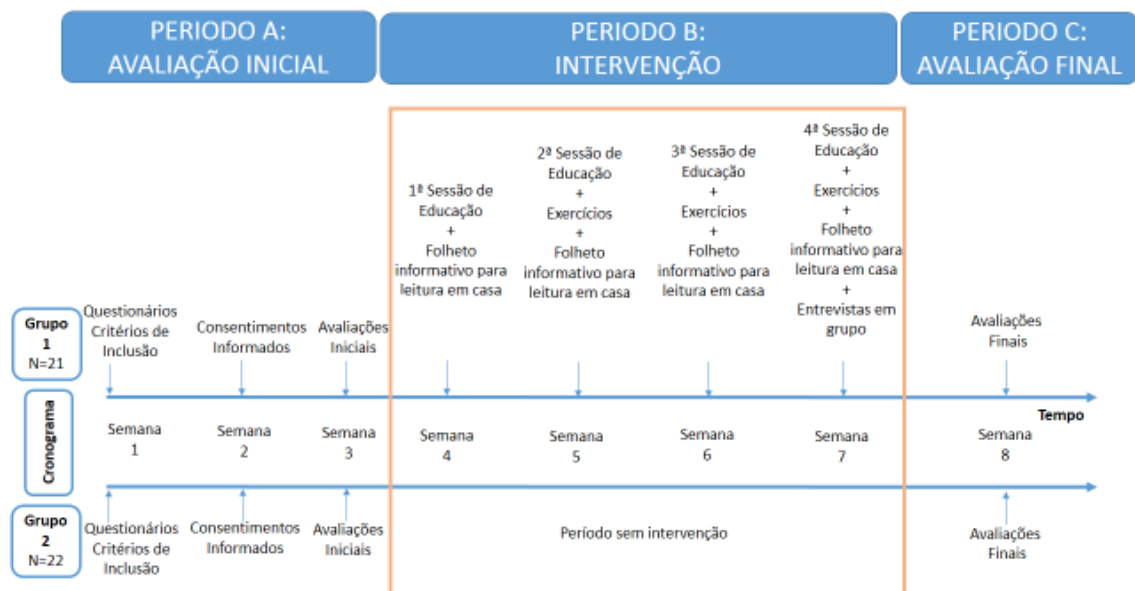 PERIODO A:
AVALIAÇÃO INICIAL
PERIODO B:
INTERVENÇÃO
PERIODO C:
AVALIAÇÃO FINAL
1ª Sessão de
Educação
+
Folheto
informativo para
leitura em casa
2ª Sessão de
Educação
+
Exercícios
+
Folheto
informativo para
leitura em casa
3ª Sessão de
Educação
+
Exercícios
+
Folheto
informativo para
leitura em casa
4ª Sessão de
Educação
+
Exercícios
+
Folheto
informativo para
leitura em casa
+
Entrevistas em
grupo
Grupo
1
N=21
Questionários
Critérios de
Inclusão
Consentimentos
Informados
Avaliações
Iniciais
Avaliações
Finais
Tempo
Cronograma
Semana
1
Semana
2
Semana
3
Semana
4
Semana
5
Semana
6
Semana
7
Semana
8
Grupo
2
N=22
Questionários
Critérios de
Inclusão
Consentimentos
Informados
Avaliações
Iniciais
Período sem intervenção
Avaliações
Finais